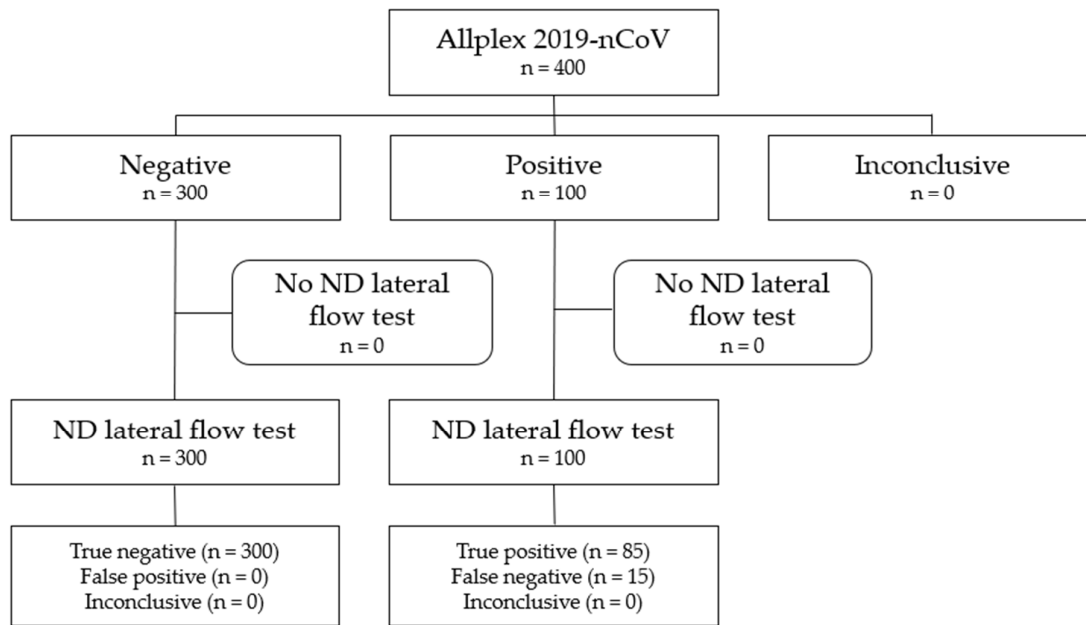 Allplex 2019-nCoV
n = 400
Negative
n = 300
Positive
n = 100
Inconclusive
n = 0
No ND lateral
flow test
n = 0
No ND lateral
flow test
n = 0
ND lateral flow test
n = 300
ND lateral flow test
n = 100
True negative (n = 300)
False positive (n = 0)
Inconclusive (n = 0)
True positive (n = 85)
False negative (n = 15)
Inconclusive (n = 0)